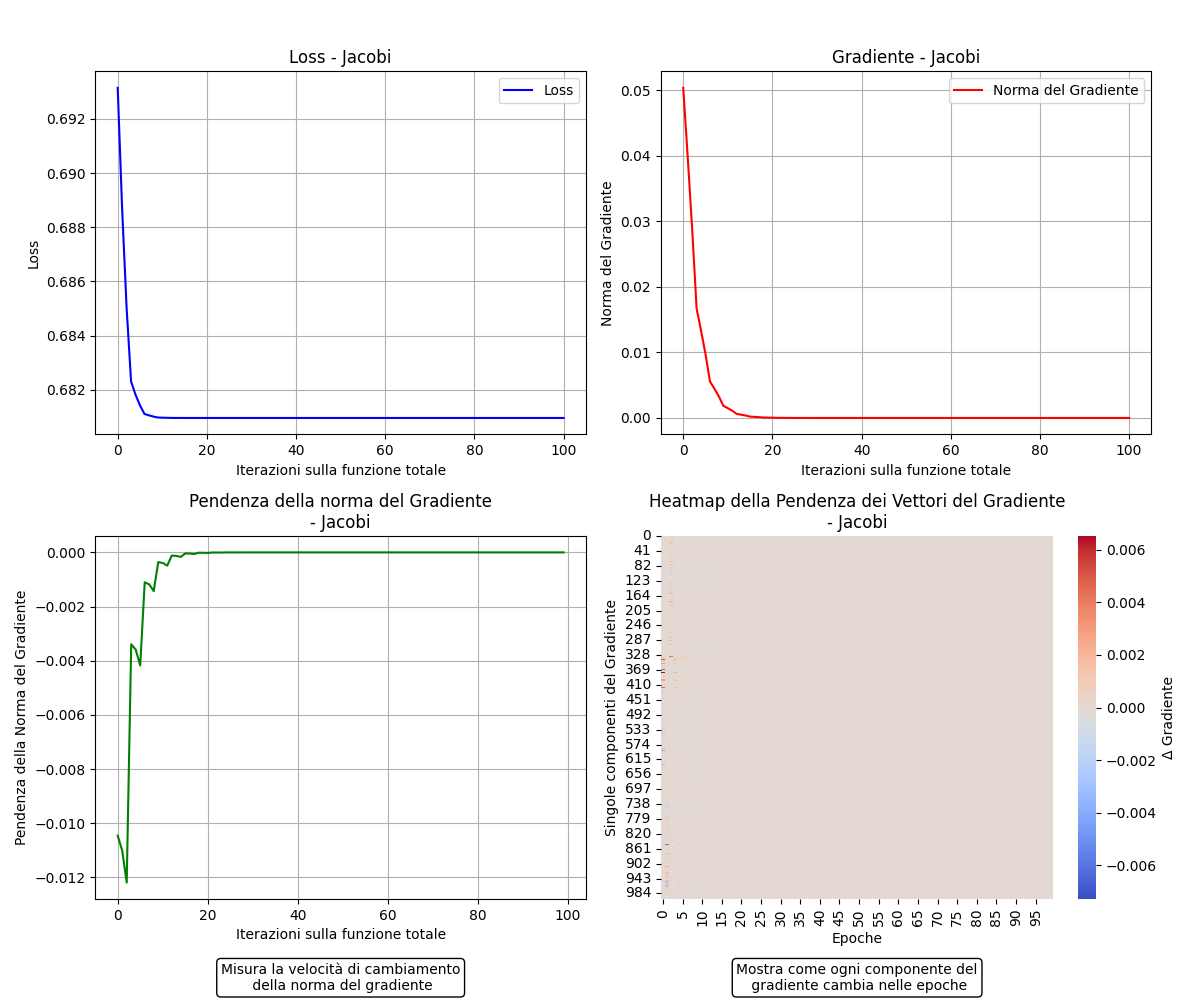 Loss - Jacobi
Loss
0.692
0.690
0.688
0.686
0.684
0.682
Loss
0 20 40 60 80 100
Iterazioni sulla funzione totale
Gradiente - Jacobi
Norma del Gradiente
0.05
0.04
0.03
0.02
0.01
0.00
Norma del Gradiente
0 20 40 60 80 100
Iterazioni sulla funzione totale
Pendenza della norma del Gradiente
- Jacobi
0.000
−0.002
−0.004
−0.006
−0.008
−0.010
−0.012
Pendenza della Norma del Gradiente
0 20 40 60 80 100
Iterazioni sulla funzione totale
Misura la velocità di cambiamento
della norma del gradiente
Heatmap della Pendenza dei Vettori del Gradiente
- Jacobi
0
41
82
123
164
205
246
287
328
369
410
451
492
533
574
615
656
697
738
779
820
861
902
943
984
Singole componenti del Gradiente
0 5 10 15 20 25 30 35 40 45 50 55 60 65 70 75 80 85 90 95
Epoche
0.006
0.004
0.002
0.000
−0.002
−0.004
−0.006
Δ Gradiente
Mostra come ogni componente del
gradiente cambia nelle epoche